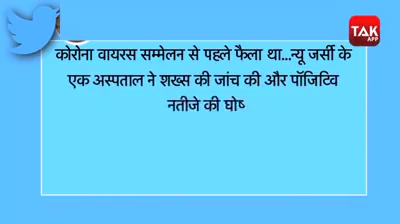 TAK
APP
कोरोना वायरस सम्मेलन से पहले फैला था...न्यू जर्सी के
एक अस्पताल ने शख्स की जांच की और पॉजिटिव
नतीजे की घोष